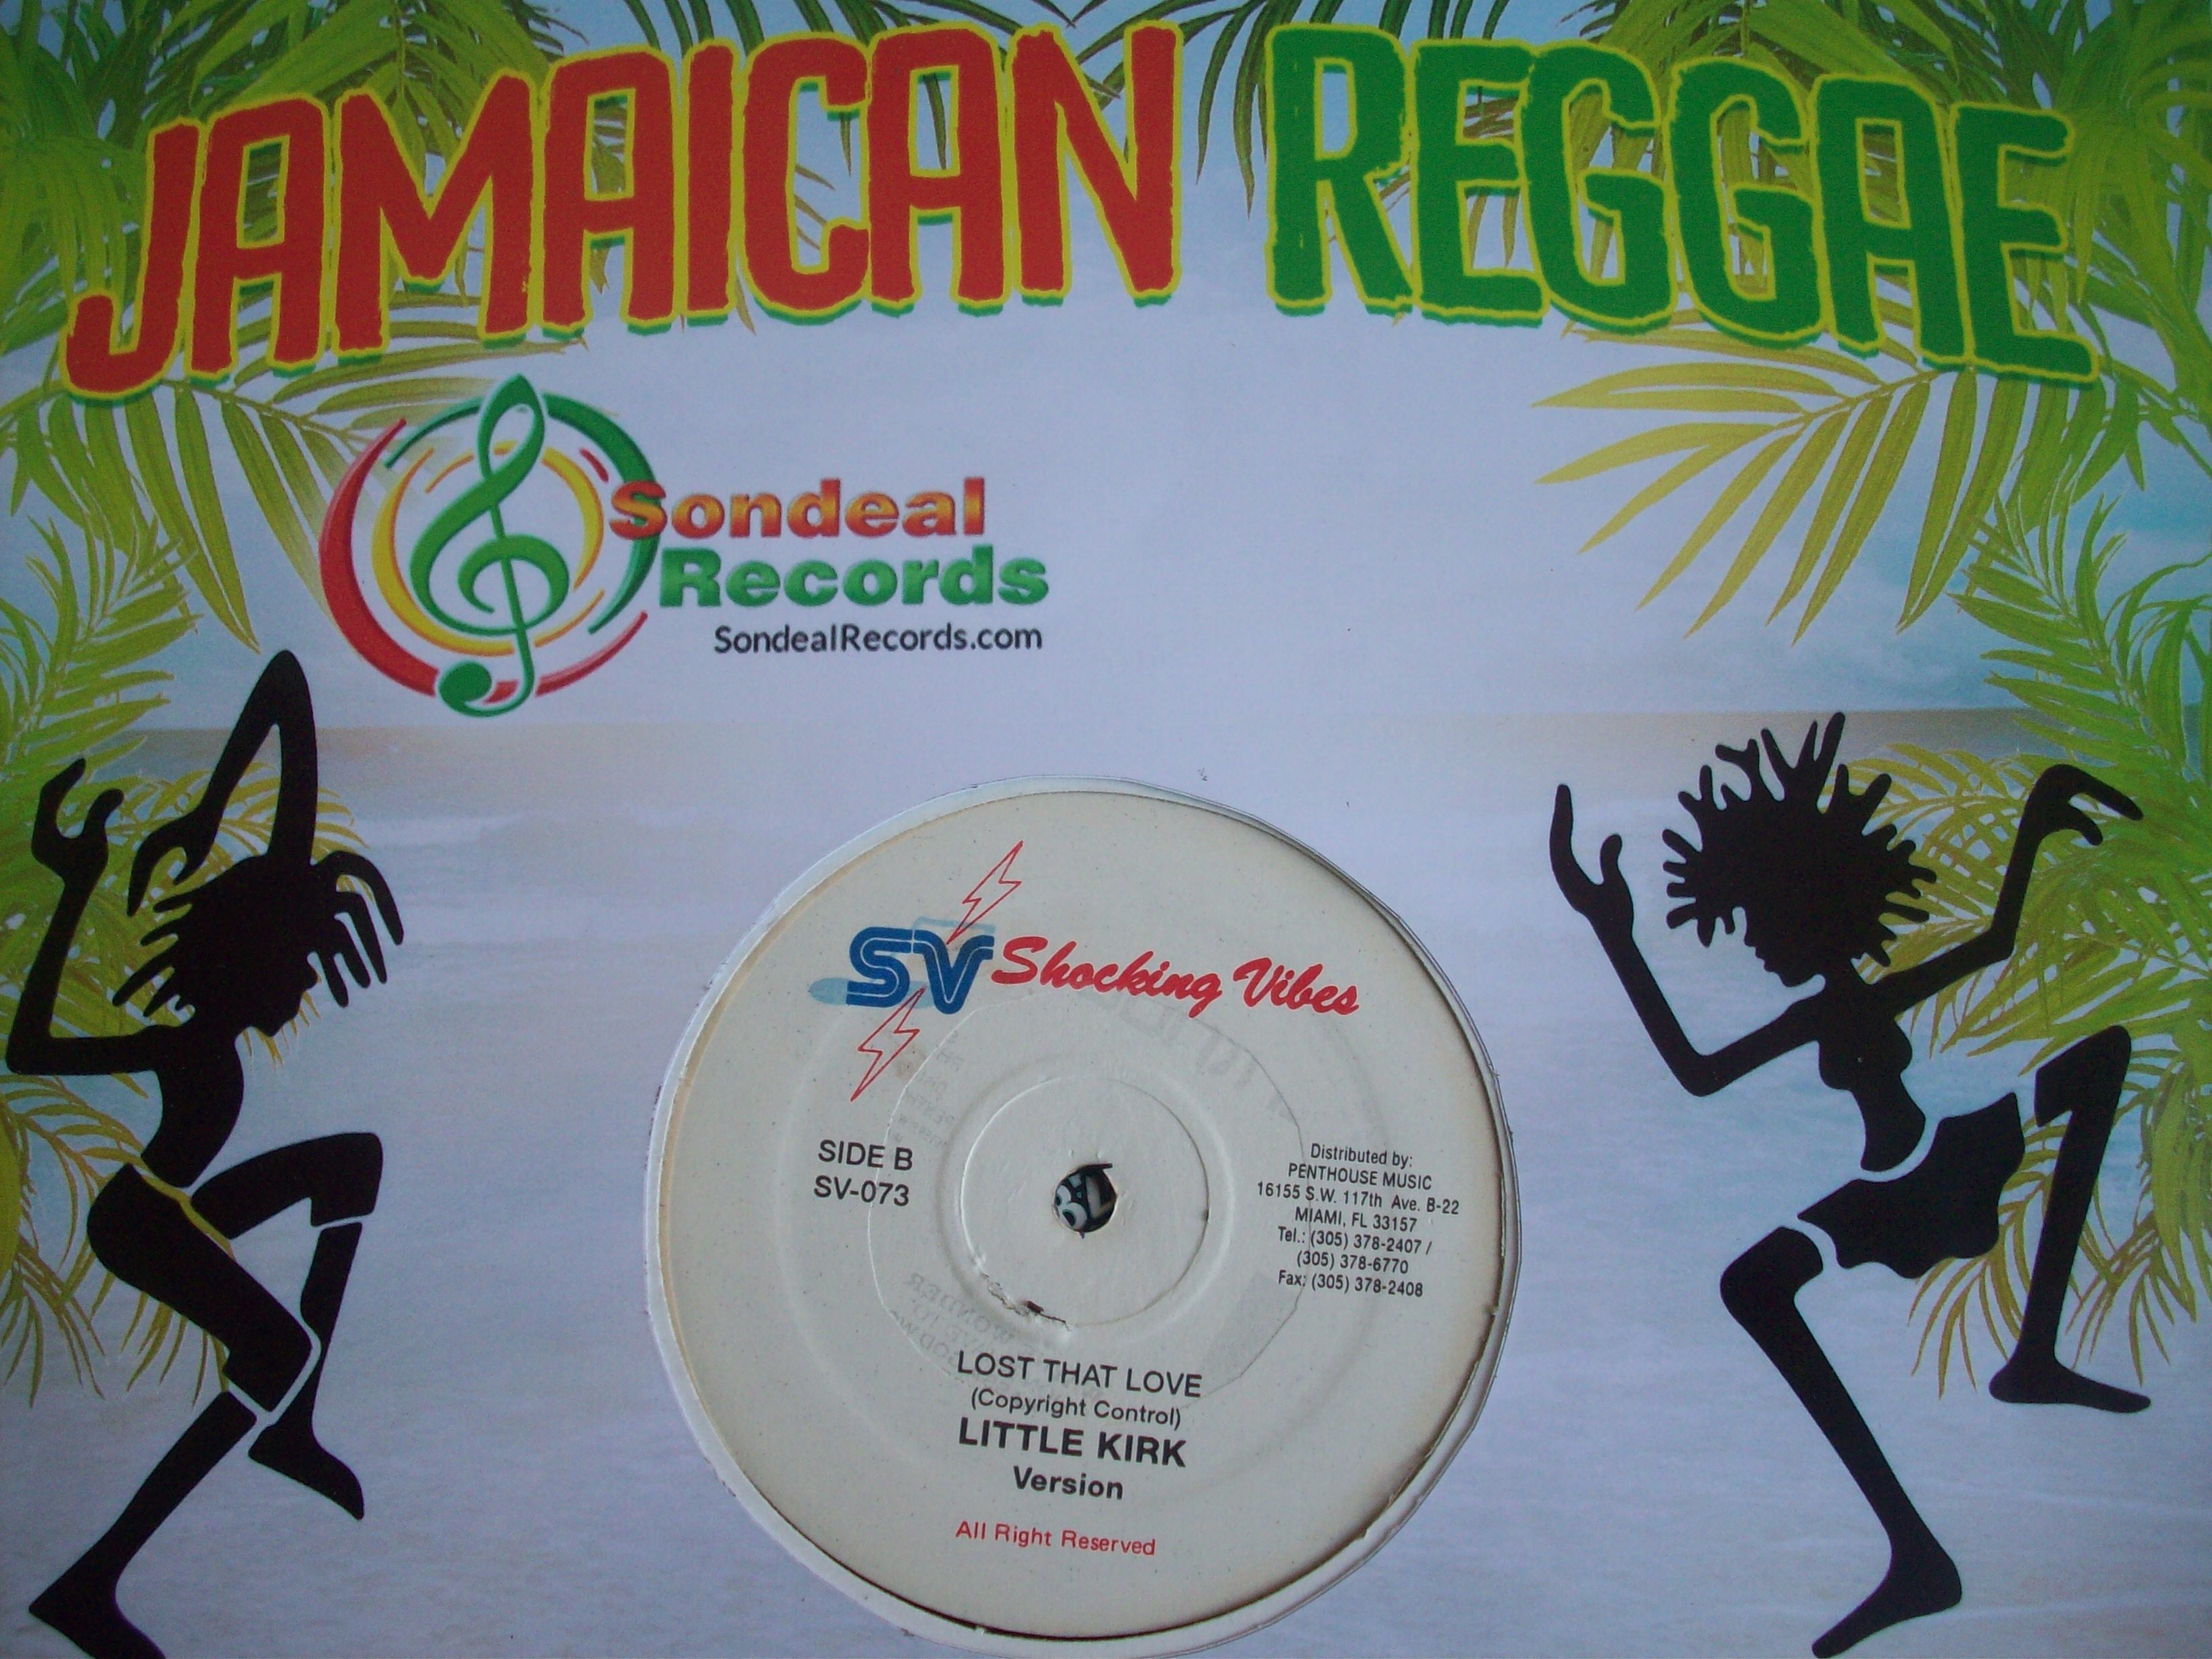 JAMAICAN REGGAE
Sondeal
Records
SondealRecords.com
SV Shocking Vibes
SIDE B
SV-073
Distributed by:
PENTHOUSE MUSIC
16155 S.W. 117th Ave. B-22
MIAMI, FL 33157
Tel.: (305) 378-2407 /
(305) 378-6770
Fax: (305) 378-2408
LOST THAT LOVE
(Copyright Control)
LITTLE KIRK
Version
All Right Reserved